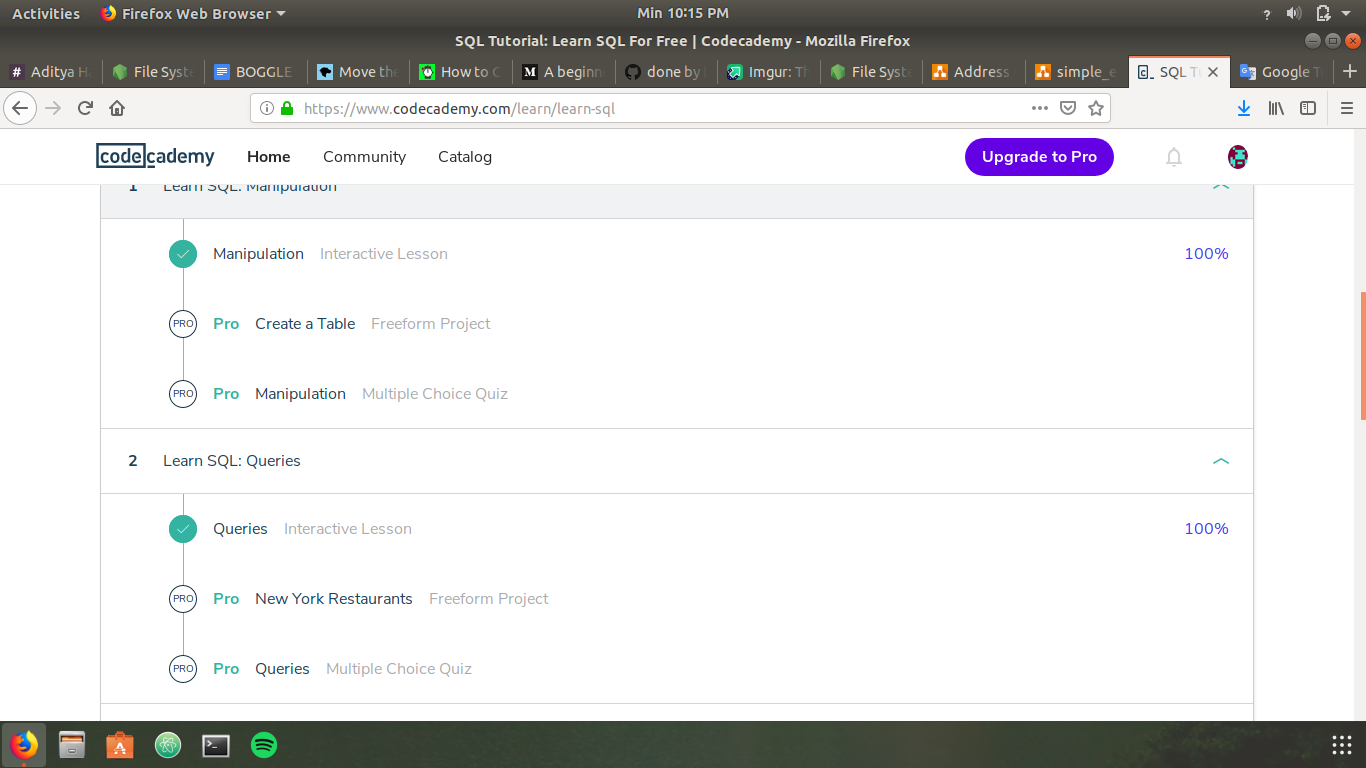 Activities Firefox Web Browser Min 10:15 PM ?
SQL Tutorial: Learn SQL For Free | Codecademy - Mozilla Firefox
# Aditya File Syst BOGGLE Move the How to M A beginn done by Imgur: File Syst Address simple_e SQL Google
https://www.codecademy.com/learn/learn-sql
codecademy Home Community Catalog Upgrade to Pro
1 Learn SQL: Manipulation
Manipulation Interactive Lesson 100%
PRO Pro Create a Table Freeform Project
PRO Pro Manipulation Multiple Choice Quiz
2 Learn SQL: Queries
Queries Interactive Lesson 100%
PRO Pro New York Restaurants Freeform Project
PRO Pro Queries Multiple Choice Quiz